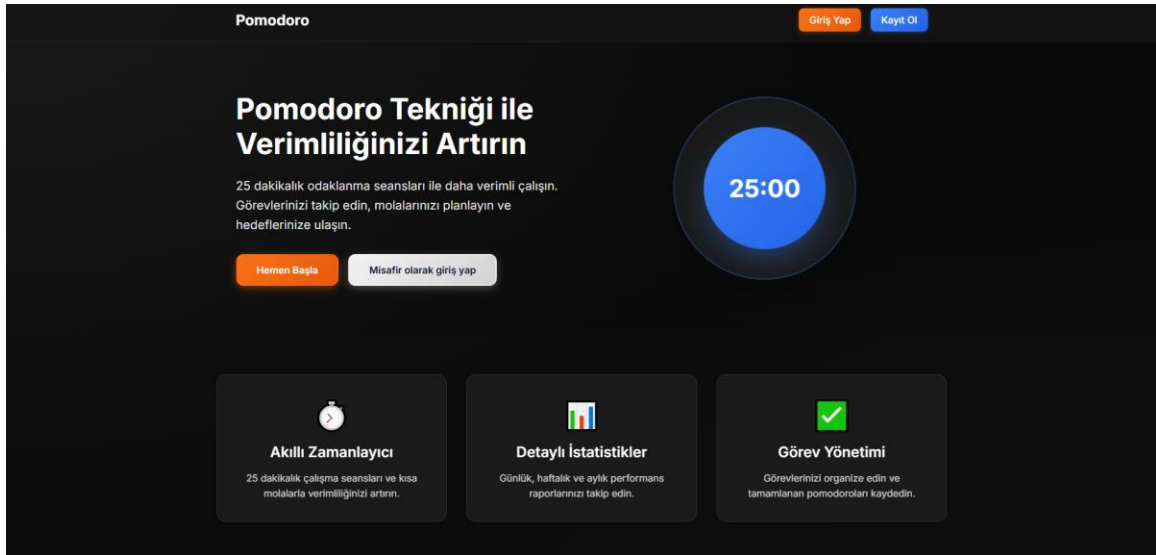 Pomodoro
Giriş Yap
Kayıt Ol
Pomodoro Tekniği ile
Verimliliğinizi Artırın
25 dakikalık odaklanma seansları ile daha verimli çalışın.
Görevlerinizi takip edin, molalarınızı planlayın ve
hedeflerinize ulaşın.
Hemen Başla
Misafir olarak giriş yap
25:00
Akıllı Zamanlayıcı
25 dakikalık çalışma seansları ve kısa
molalarla verimliliğinizi artırın.
Detaylı İstatistikler
Günlük, haftalık ve aylık performans
raporlarınızı takip edin.
Görev Yönetimi
Görevlerinizi organize edin ve
tamamlanan pomodoroları kaydedin.